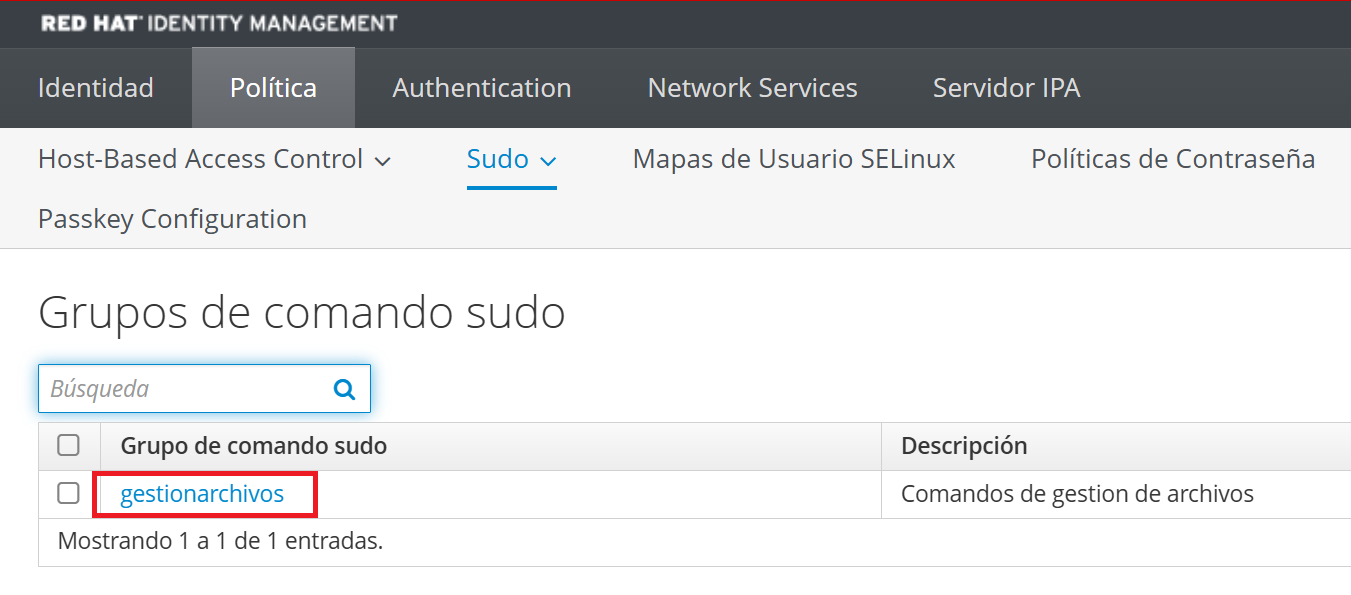 RED HAT® IDENTITY MANAGEMENT
Identidad Política Authentication Network Services Servidor IPA
Host-Based Access Control Sudo Mapas de Usuario SELinux Políticas de Contraseña
Passkey Configuration
Grupos de comando sudo
Búsqueda
Grupo de comando sudo Descripción
gestionarchivos Comandos de gestion de archivos
Mostrando 1 a 1 de 1 entradas.